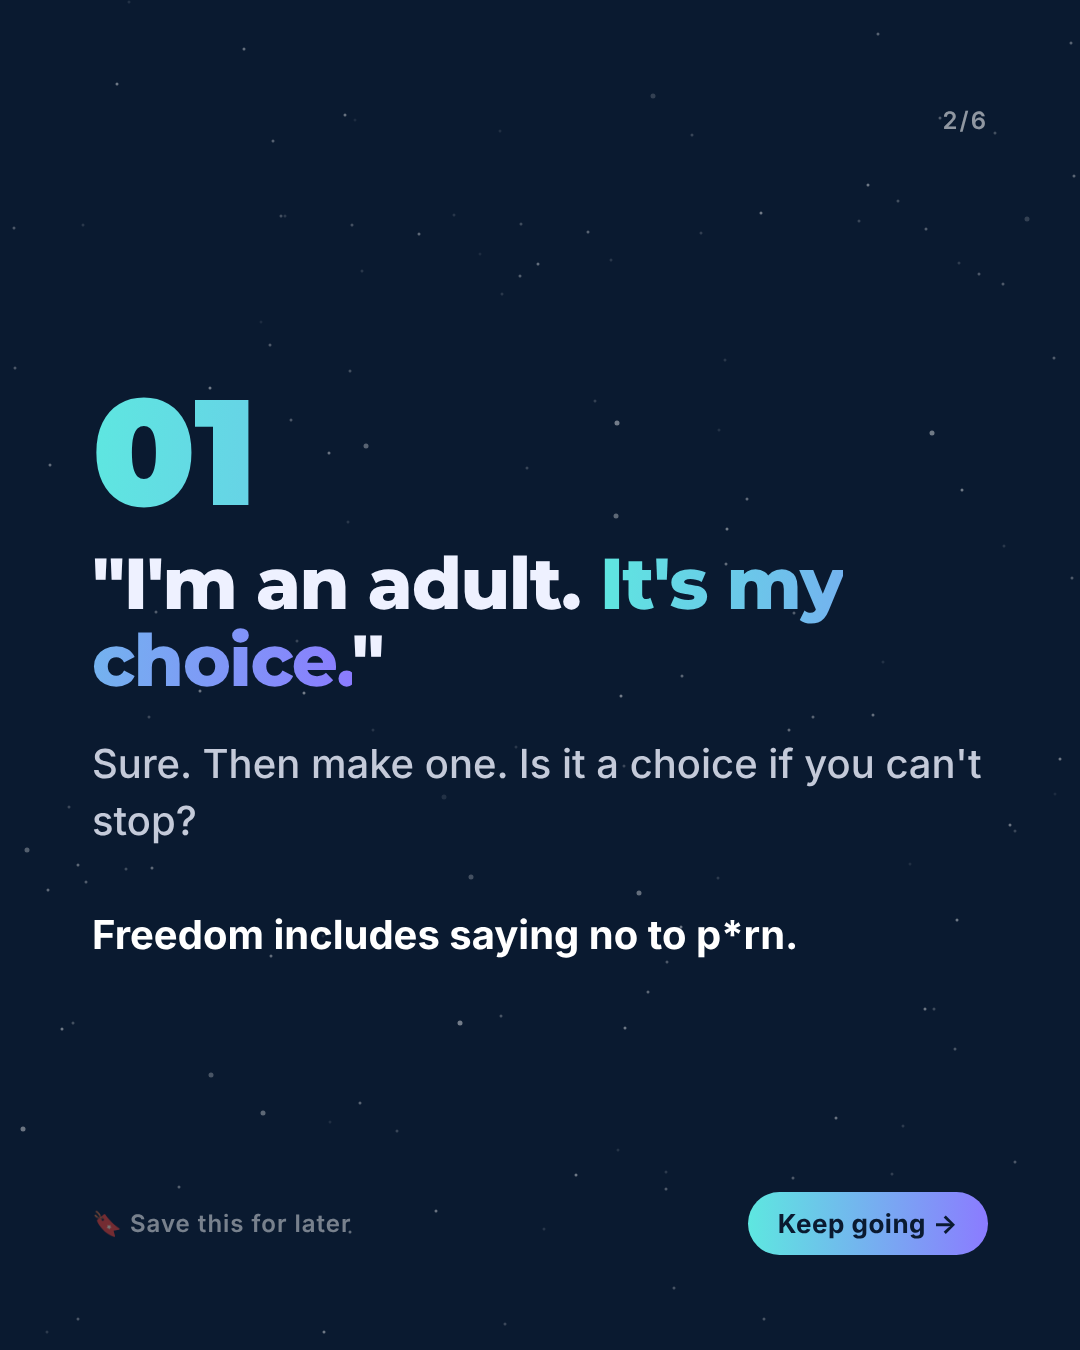 2/6
01
"I'm an adult. It's my
choice."
Sure. Then make one. Is it a choice if you can't
stop?
Freedom includes saying no to p*rn.
🔖 Save this for later.
Keep going →